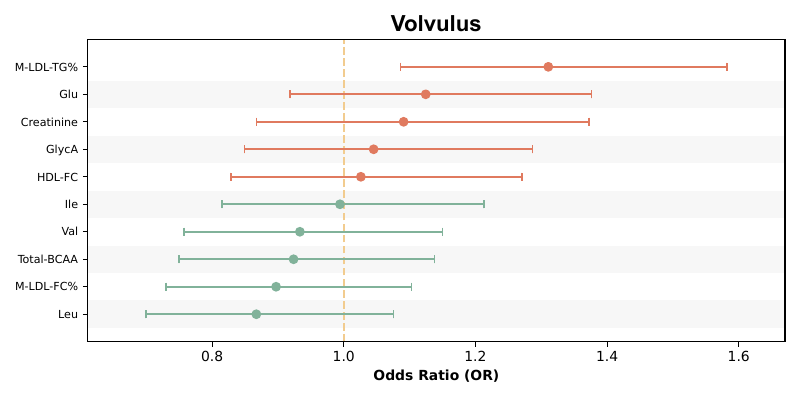 Volvulus
M-LDL-TG%
Glu
Creatinine
GlycA
HDL-FC
Ile
Val
Total-BCAA
M-LDL-FC%
Leu
0.8 1.0 1.2 1.4 1.6
Odds Ratio (OR)